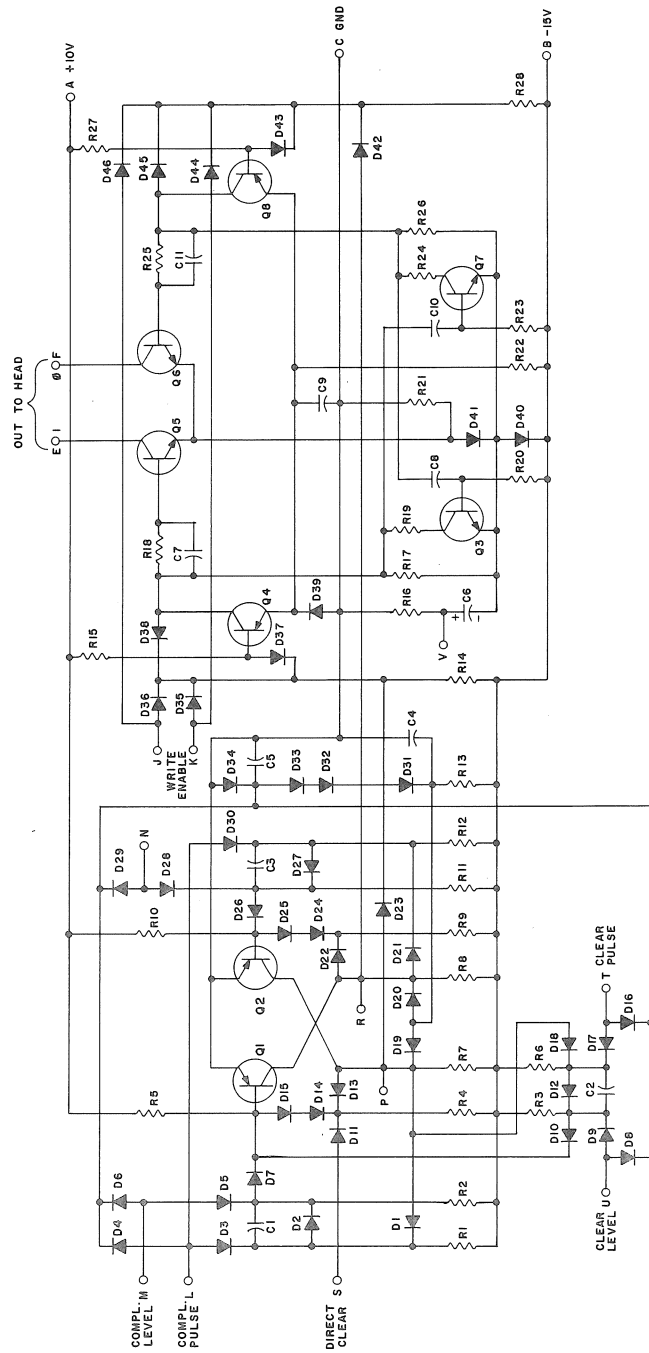 OUT TO HEAD
E 1
Ø F
A +10V
R5
R10
R15
R27
D4
D6
D29
N
D28
D46
D45
D44
D43
COMPL. LEVEL M
COMPL. PULSE L
D3
D5
C1
D7
D2
D30
D26
C3
D27
D34
C5
D33
D32
D31
C4
J
K
WRITE ENABLE
D36
D35
D38
R18
C7
Q5
Q6
R25
C11
Q8
Q4
D37
D39
C9
C GND
Q1
Q2
D15
D14
D25
D24
D22
D11
D13
S
DIRECT CLEAR
P
R
D19
D20
D21
D23
D42
D1
R1
R2
R4
R7
R8
R9
R11
R12
R13
R14
R16
V
C6
+
-
R17
R19
Q3
C8
R20
D41
D40
R21
R22
R23
C10
Q7
R24
R26
R28
B -15V
R3
R6
D10
D12
D18
D9
C2
D17
D8
D16
CLEAR LEVEL U
T CLEAR PULSE